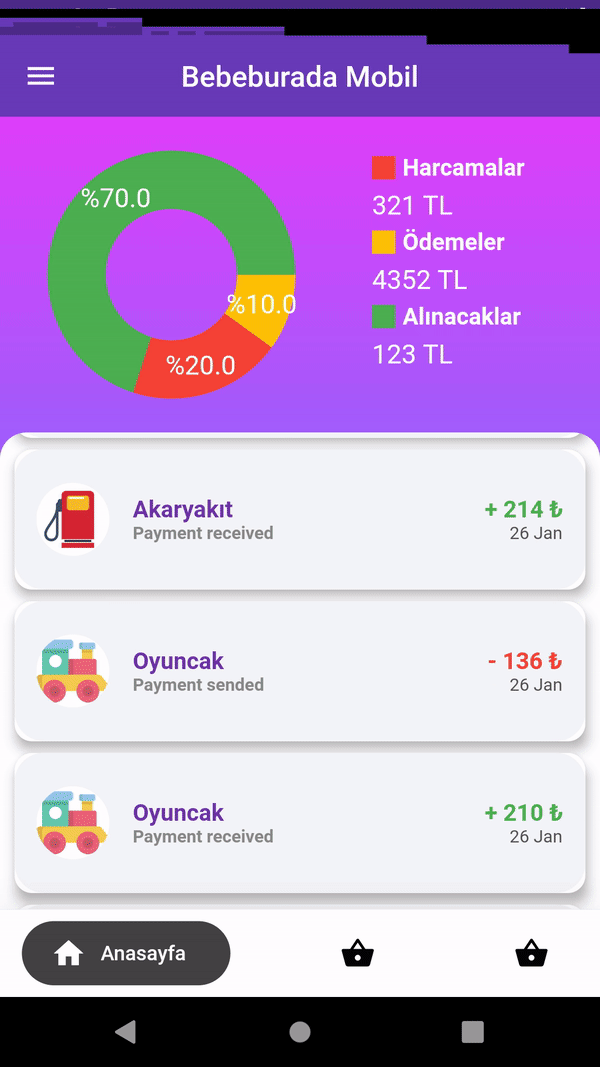 Bebeburada Mobil
%70.0
%10.0
%20.0
Harcamalar
321 TL
Ödemeler
4352 TL
Alınacaklar
123 TL
Akaryakıt
+ 214 ₺
Payment received
26 Jan
Oyuncak
- 136 ₺
Payment sended
26 Jan
Oyuncak
+ 210 ₺
Payment received
26 Jan
Anasayfa